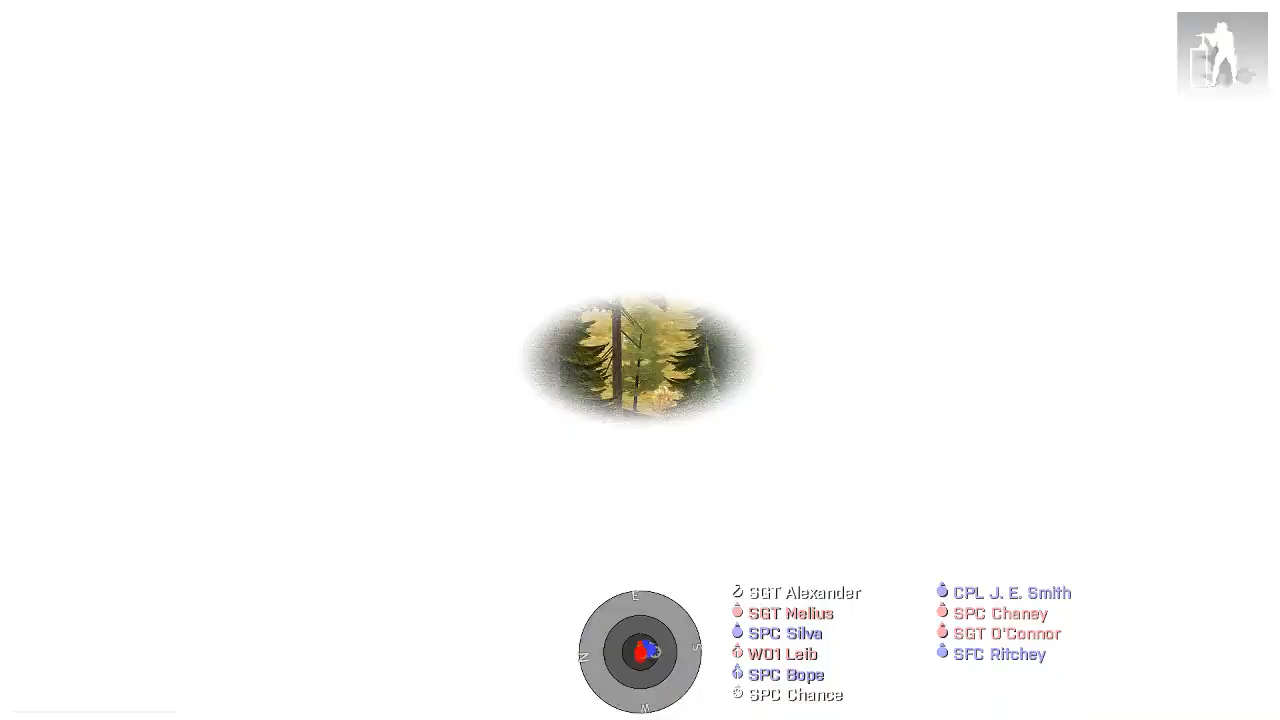 E
N
S
W
SGT Alexander
SGT Melius
SPC Silva
WO1 Leib
SPC Bope
SPC Chance
CPL J. E. Smith
SPC Chaney
SGT O'Connor
SFC Ritchey